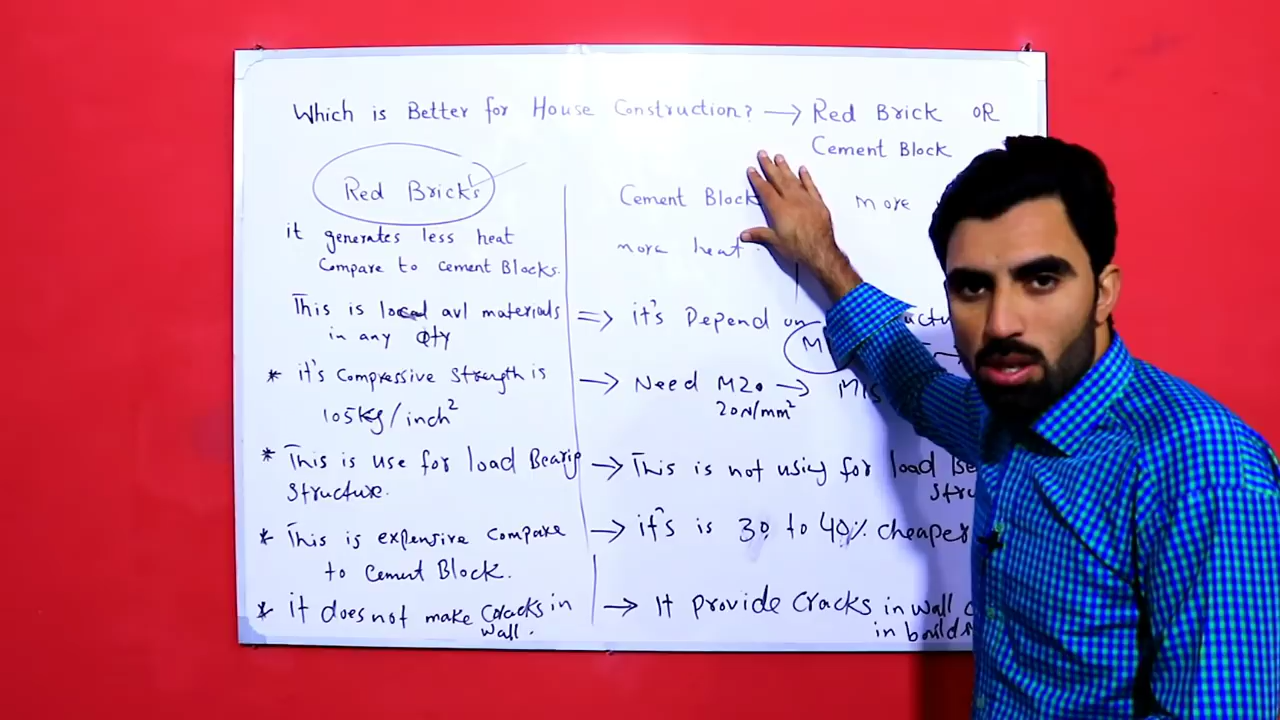 Which is Better for House Construction? → Red Brick OR
Cement Block
Red Bricks
it generates less heat
Compare to cement Blocks.
This is local avl materials
in any Qty
* it's Compressive Strength is
105kg/inch²
* This is use for load Bearing
Structure.
* This is expensive Compare
to Cement Block.
* it does not make Cracks in
wall.
Cement Block
more
more heat.
⇒ it's Depend on
M
→ Need M20 → M15
20N/mm²
→ This is not using for load Be
Stru
→ it's is 30 to 40% cheaper
→ It provide cracks in wall
in buildi